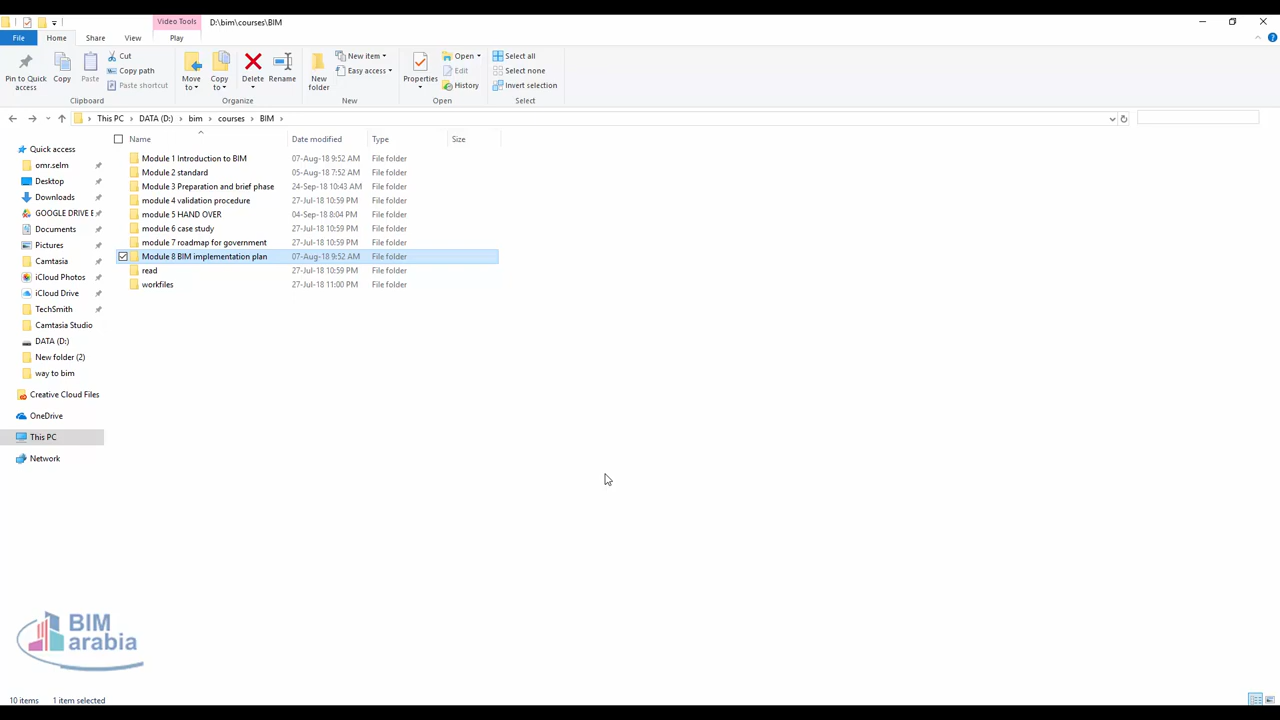 Video Tools
D:\bim\courses\BIM
File
Home
Share
View
Play
Pin to Quick access
Copy
Paste
Cut
Copy path
Paste shortcut
Clipboard
Move to
Copy to
Delete
Rename
Organize
New folder
New item
Easy access
New
Properties
Open
Edit
History
Open
Select all
Select none
Invert selection
Select
This PC > DATA (D:) > bim > courses > BIM >
Name Date modified Type Size
Quick access
omr.selm
Desktop
Downloads
GOOGLE DRIVE
Documents
Pictures
Camtasia
iCloud Photos
iCloud Drive
TechSmith
Camtasia Studio
DATA (D:)
New folder (2)
way to bim
Creative Cloud Files
OneDrive
This PC
Network
Module 1 Introduction to BIM 07-Aug-18 9:52 AM File folder
Module 2 standard 05-Aug-18 7:52 AM File folder
Module 3 Preparation and brief phase 24-Sep-18 10:43 AM File folder
module 4 validation procedure 27-Jul-18 10:59 PM File folder
module 5 HAND OVER 04-Sep-18 8:04 PM File folder
module 6 case study 27-Jul-18 10:59 PM File folder
module 7 roadmap for government 27-Jul-18 10:59 PM File folder
Module 8 BIM implementation plan 07-Aug-18 9:52 AM File folder
read 27-Jul-18 10:59 PM File folder
workfiles 27-Jul-18 11:00 PM File folder
BIM
arabia
10 items 1 item selected